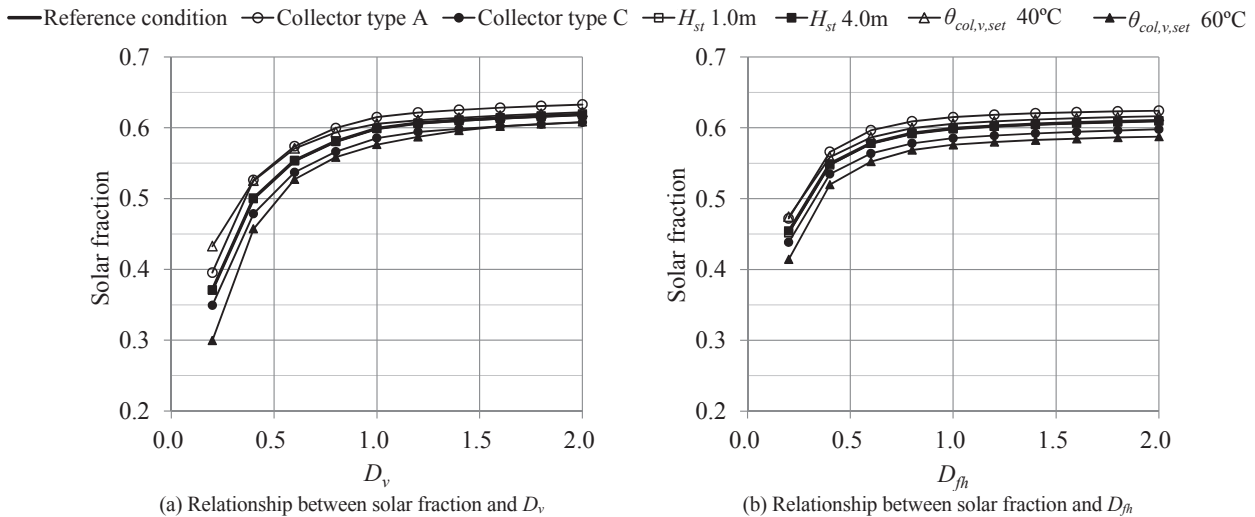 Reference condition Collector type A Collector type C H_st 1.0m H_st 4.0m θ_col,v,set 40ºC θ_col,v,set 60ºC
0.7
0.6
0.5
0.4
0.3
0.2
Solar fraction
0.0 0.5 1.0 1.5 2.0
D_v
(a) Relationship between solar fraction and D_v
0.7
0.6
0.5
0.4
0.3
0.2
Solar fraction
0.0 0.5 1.0 1.5 2.0
D_fh
(b) Relationship between solar fraction and D_fh